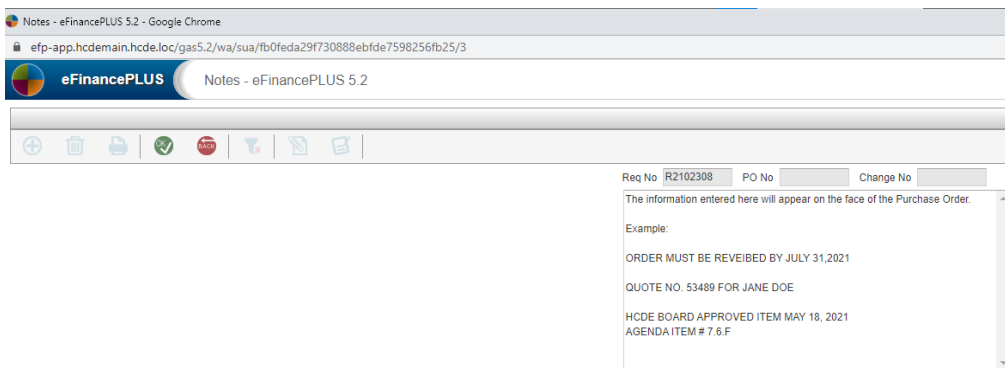 Notes - eFinancePLUS 5.2 - Google Chrome
efp-app.hcdemain.hcde.loc/gas5.2/wa/sua/fb0feda29f730888ebfde7598256fb25/3
eFinancePLUS Notes - eFinancePLUS 5.2
OK BACK
Req No R2102308 PO No Change No
The information entered here will appear on the face of the Purchase Order.
Example:
ORDER MUST BE REVEIBED BY JULY 31,2021
QUOTE NO. 53489 FOR JANE DOE
HCDE BOARD APPROVED ITEM MAY 18, 2021
AGENDA ITEM # 7.6.F